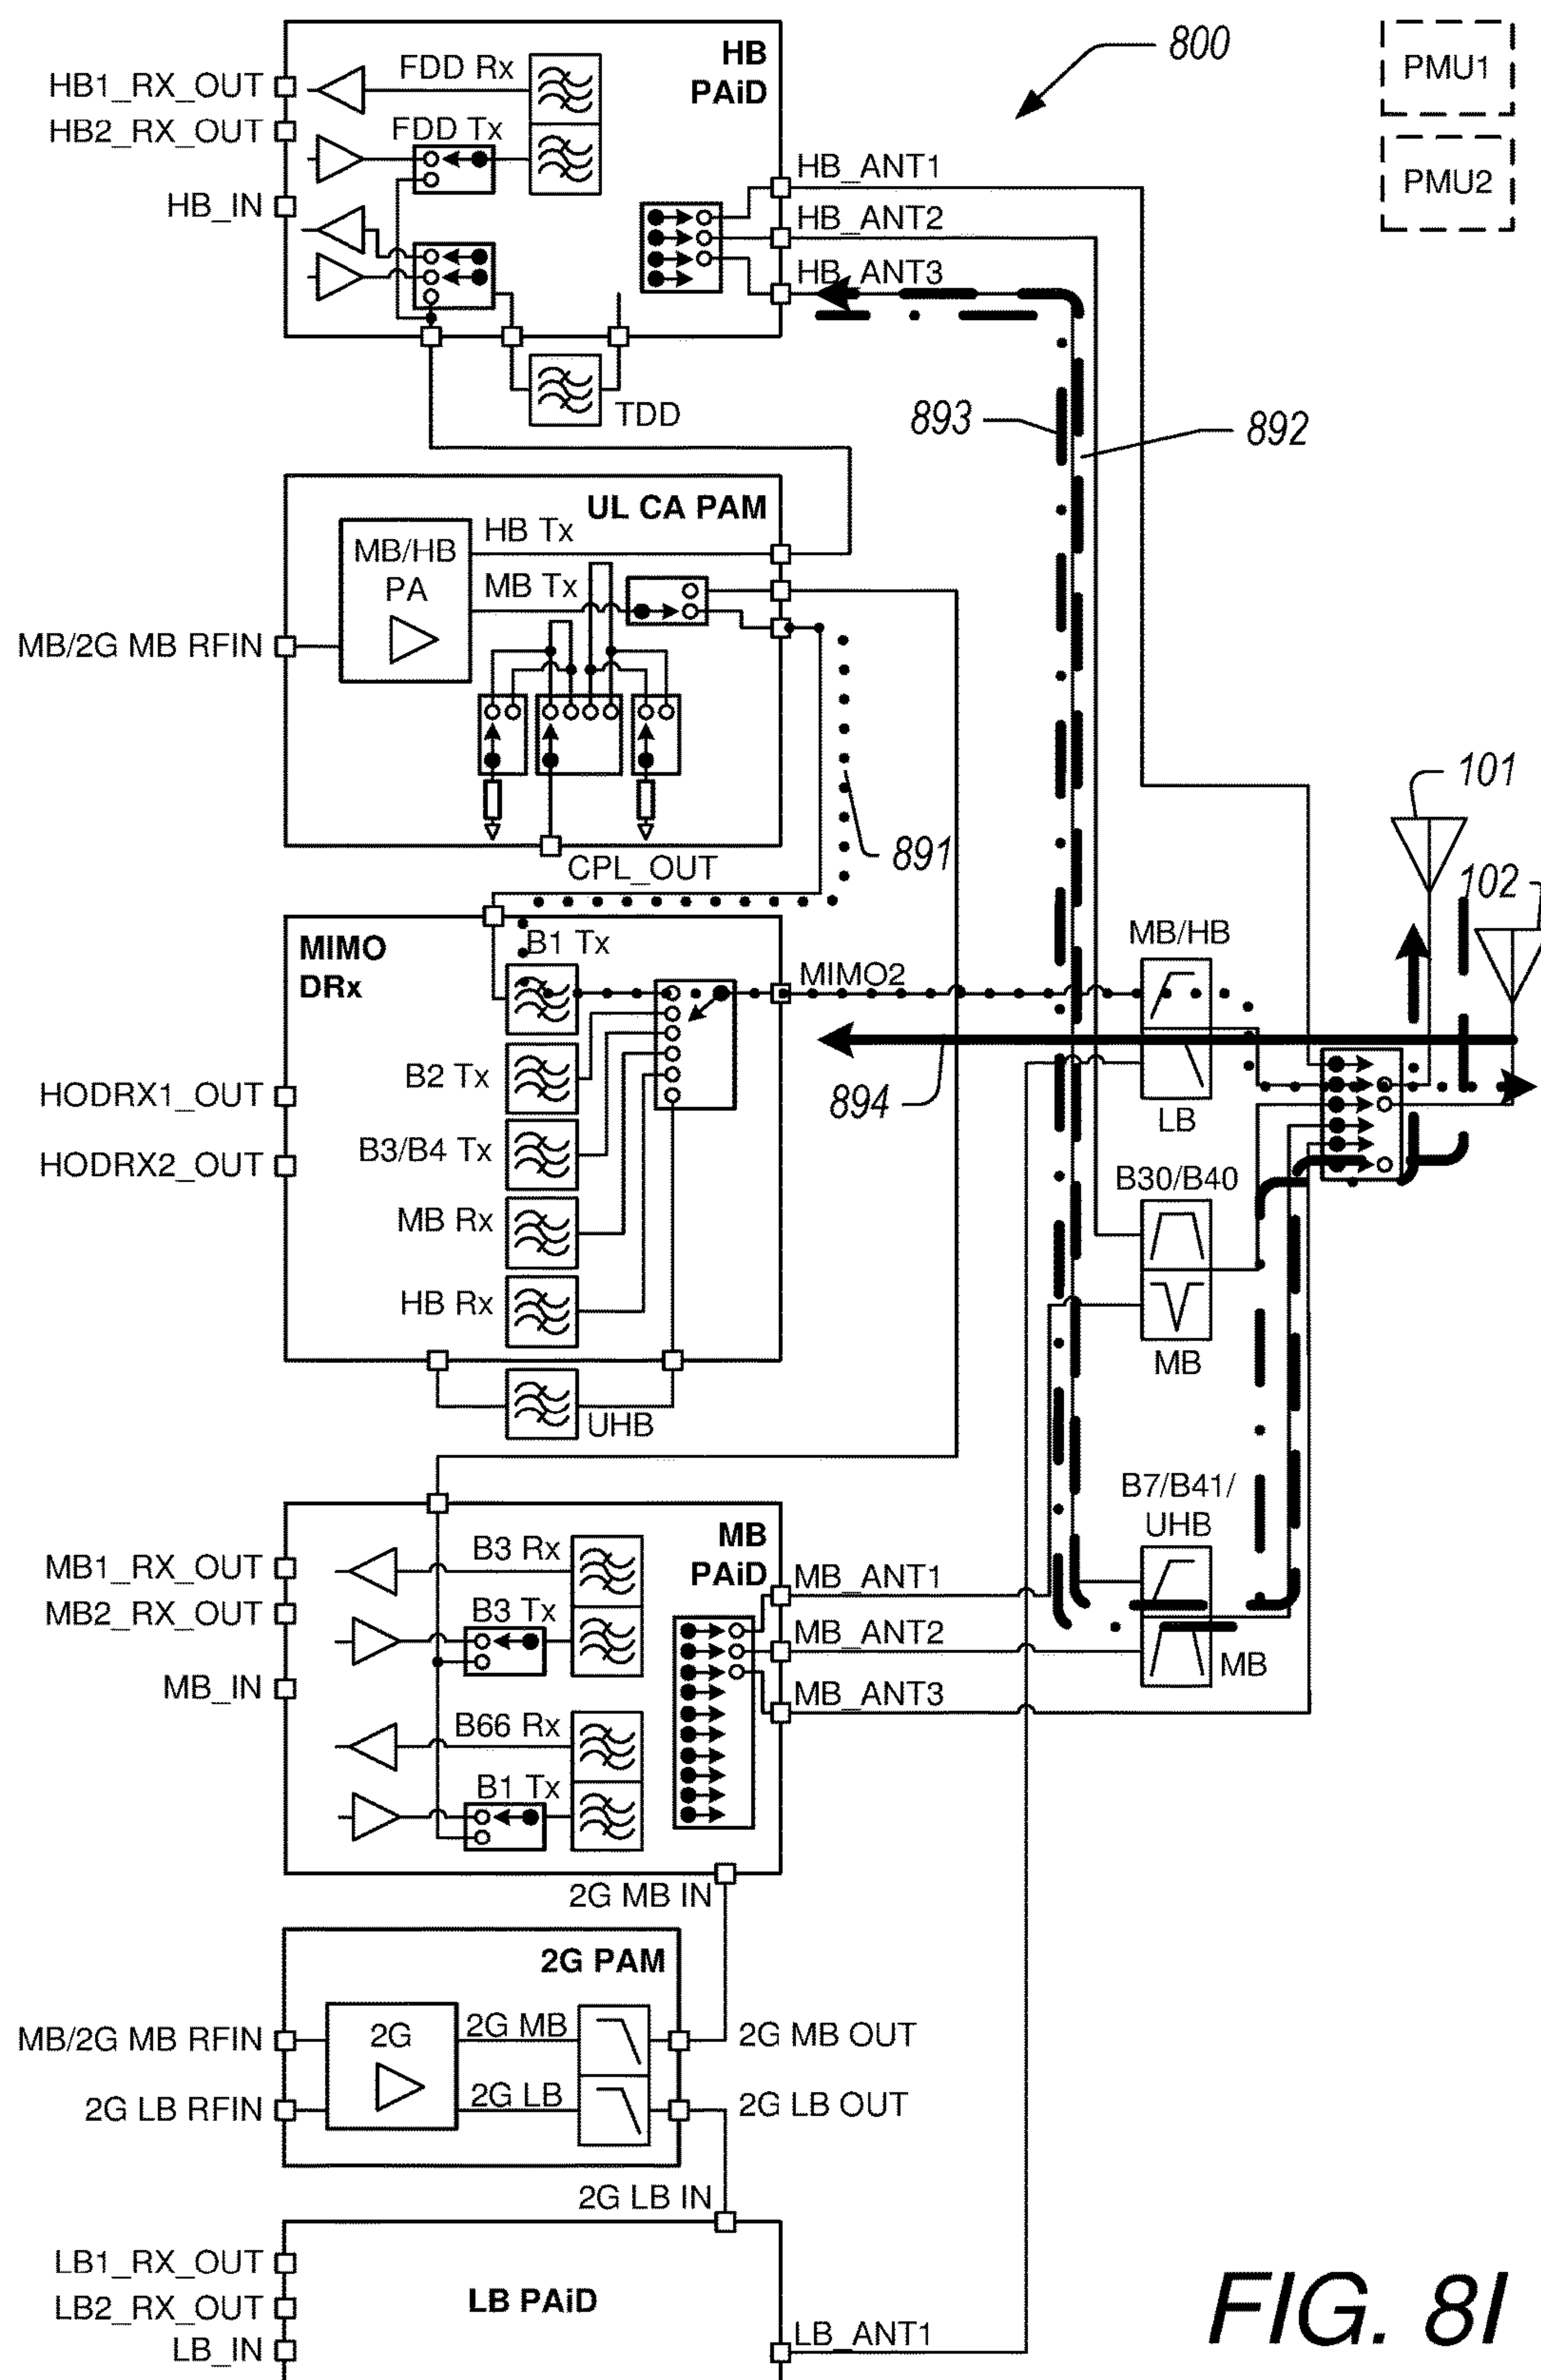 800
PMU1
PMU2
HB
PAiD
FDD Rx
FDD Tx
HB1_RX_OUT
HB2_RX_OUT
HB_IN
HB_ANT1
HB_ANT2
HB_ANT3
TDD
893
892
UL CA PAM
MB/HB
PA
HB Tx
MB Tx
MB/2G MB RFIN
CPL_OUT
891
101
102
MIMO
DRx
B1 Tx
MIMO2
MB/HB
B2 Tx
HODRX1_OUT
894
LB
B3/B4 Tx
HODRX2_OUT
B30/B40
MB Rx
HB Rx
MB
UHB
B7/B41/
UHB
MB
PAiD
B3 Rx
MB1_RX_OUT
MB_ANT1
MB2_RX_OUT
B3 Tx
MB_ANT2
MB
MB_IN
MB_ANT3
B66 Rx
B1 Tx
2G MB IN
2G PAM
2G
2G MB
MB/2G MB RFIN
2G MB OUT
2G LB
2G LB RFIN
2G LB OUT
2G LB IN
LB1_RX_OUT
LB PAiD
LB2_RX_OUT
LB_IN
LB_ANT1
FIG. 8I